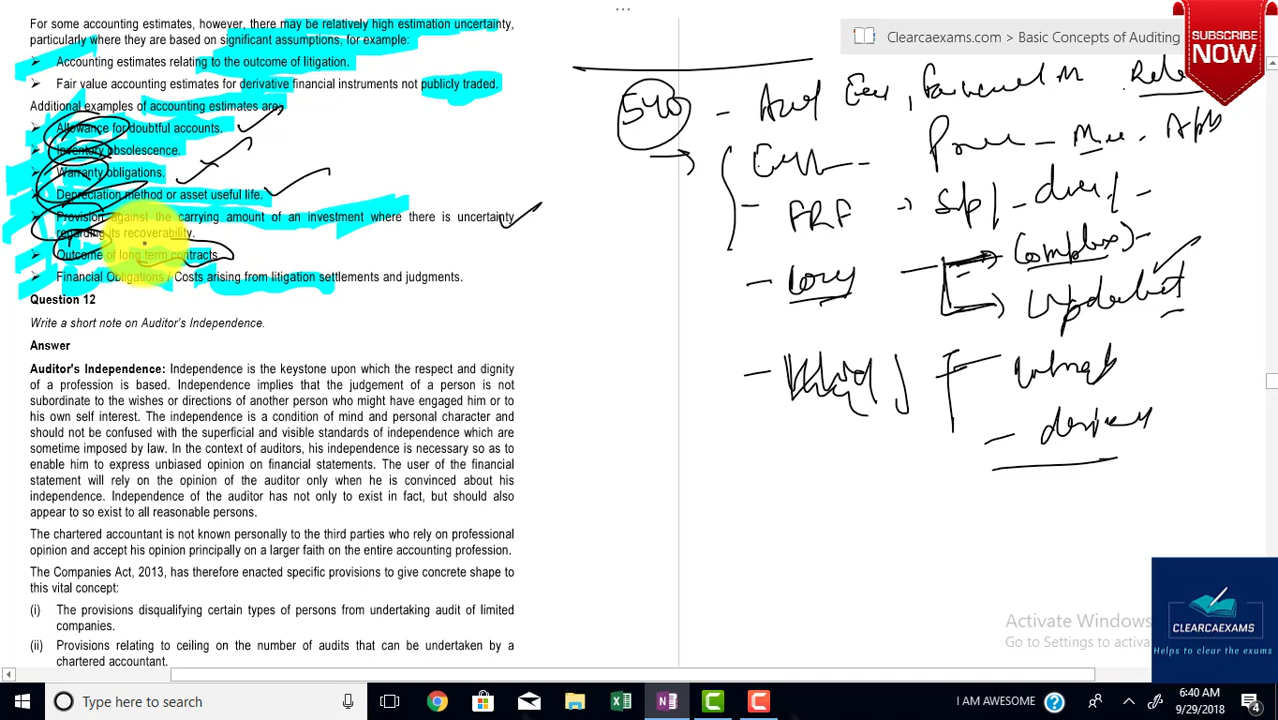 For some accounting estimates, however, there may be relatively high estimation uncertainty,
particularly where they are based on significant assumptions, for example:
Accounting estimates relating to the outcome of litigation.
Fair value accounting estimates for derivative financial instruments not publicly traded.
Additional examples of accounting estimates are:
Allowance for doubtful accounts.
Inventory obsolescence.
Warranty obligations.
Depreciation method or asset useful life.
Provision against the carrying amount of an investment where there is uncertainty
regarding its recoverability.
Outcome of long term contracts.
Financial Obligations / Costs arising from litigation settlements and judgments.
Question 12
Write a short note on Auditor's Independence.
Answer
Auditor's Independence: Independence is the keystone upon which the respect and dignity
of a profession is based. Independence implies that the judgement of a person is not
subordinate to the wishes or directions of another person who might have engaged him or to
his own self interest. The independence is a condition of mind and personal character and
should not be confused with the superficial and visible standards of independence which are
sometime imposed by law. In the context of auditors, his independence is necessary so as to
enable him to express unbiased opinion on financial statements. The user of the financial
statement will rely on the opinion of the auditor only when he is convinced about his
independence. Independence of the auditor has not only to exist in fact, but should also
appear to so exist to all reasonable persons.
The chartered accountant is not known personally to the third parties who rely on professional
opinion and accept his opinion principally on a larger faith on the entire accounting profession.
The Companies Act, 2013, has therefore enacted specific provisions to give concrete shape to
this vital concept:
(i) The provisions disqualifying certain types of persons from undertaking audit of limited
companies.
(ii) Provisions relating to ceiling on the number of audits that can be undertaken by a
chartered accountant.
Clearcaexams.com > Basic Concepts of Auditing
SUBSCRIBE
NOW
540
FRF
Activate Windows
Go to Settings to activa
CLEARCAEXAMS
Helps to clear the exams
Type here to search
I AM AWESOME
6:40 AM
9/29/2018
4